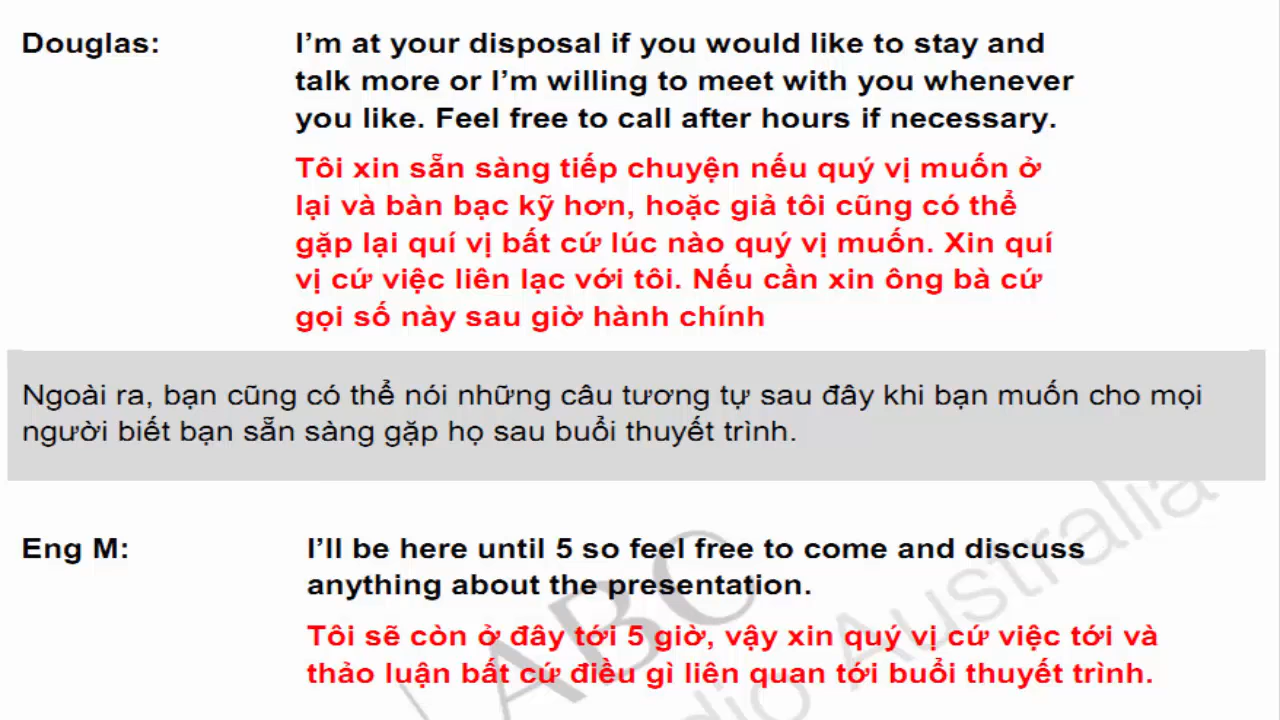 Douglas: I'm at your disposal if you would like to stay and
talk more or I'm willing to meet with you whenever
you like. Feel free to call after hours if necessary.
Tôi xin sẵn sàng tiếp chuyện nếu quý vị muốn ở
lại và bàn bạc kỹ hơn, hoặc giả tôi cũng có thể
gặp lại quí vị bất cứ lúc nào quý vị muốn. Xin quí
vị cứ việc liên lạc với tôi. Nếu cần xin ông bà cứ
gọi số này sau giờ hành chính
Ngoài ra, bạn cũng có thể nói những câu tương tự sau đây khi bạn muốn cho mọi
người biết bạn sẵn sàng gặp họ sau buổi thuyết trình.
Eng M: I'll be here until 5 so feel free to come and discuss
anything about the presentation.
Tôi sẽ còn ở đây tới 5 giờ, vậy xin quý vị cứ việc tới và
thảo luận bất cứ điều gì liên quan tới buổi thuyết trình.
ABC
Australia